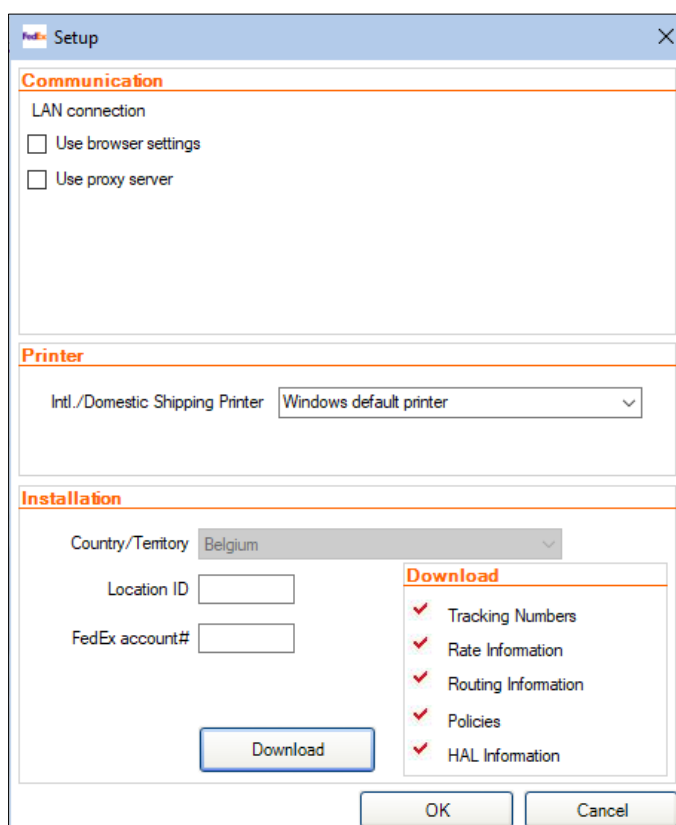 FedEx Setup
Communication
LAN connection
Use browser settings
Use proxy server
Printer
Intl./Domestic Shipping Printer Windows default printer
Installation
Country/Territory Belgium
Location ID
FedEx account#
Download
Download
Tracking Numbers
Rate Information
Routing Information
Policies
HAL Information
OK Cancel